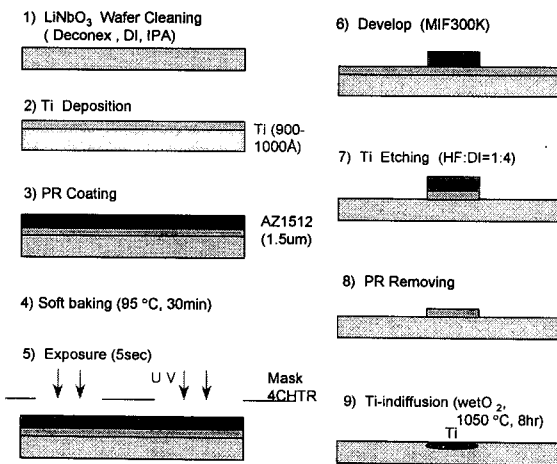 1) LiNbO3 Wafer Cleaning
( Deconex , DI, IPA)
2) Ti Deposition
Ti (900-
1000Å)
3) PR Coating
AZ1512
(1.5um)
4) Soft baking (95 °C, 30min)
5) Exposure (5sec)
U V
Mask
4CHTR
6) Develop (MIF300K)
7) Ti Etching (HF:DI=1:4)
8) PR Removing
9) Ti-indiffusion (wetO2,
1050 °C, 8hr)
Ti